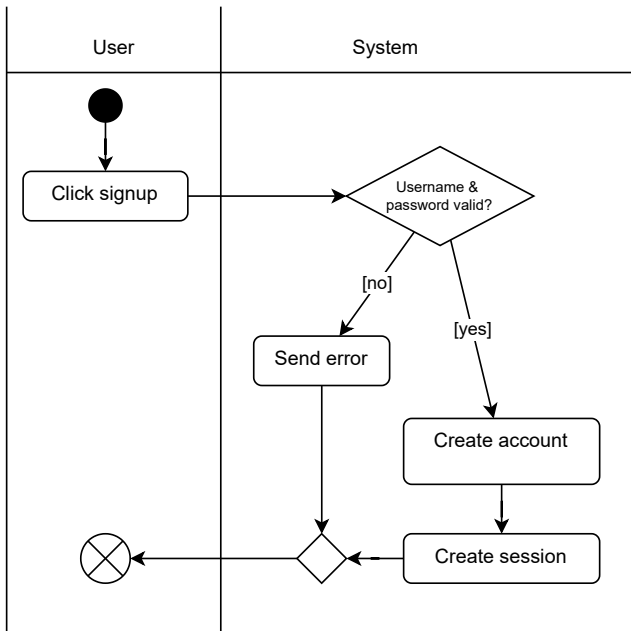 User
System
Click signup
Username &
password valid?
[no]
[yes]
Send error
Create account
Create session